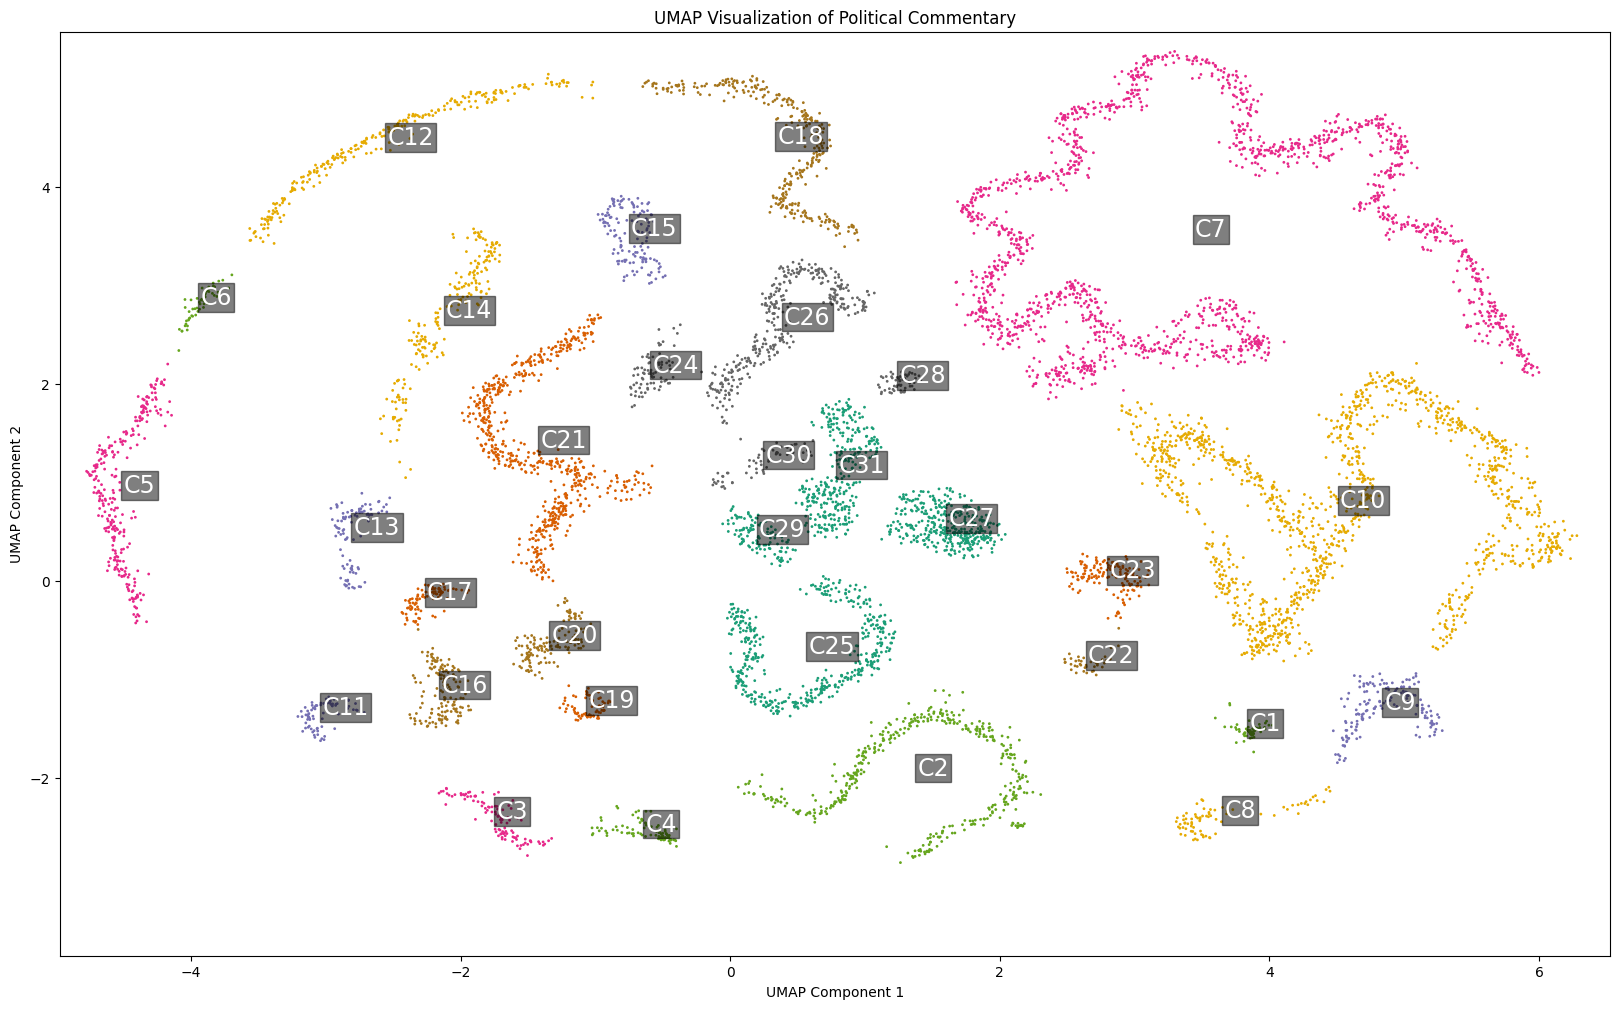 UMAP Visualization of Political Commentary
C12
C18
C15
C7
C6
C14
C26
C24
C28
C21
C30
C31
C5
C10
C13
C29
C27
C17
C23
C20
C25
C22
C16
C11
C19
C9
C1
C2
C3
C4
C8
4
2
0
−2
UMAP Component 2
−4
−2
0
2
4
6
UMAP Component 1